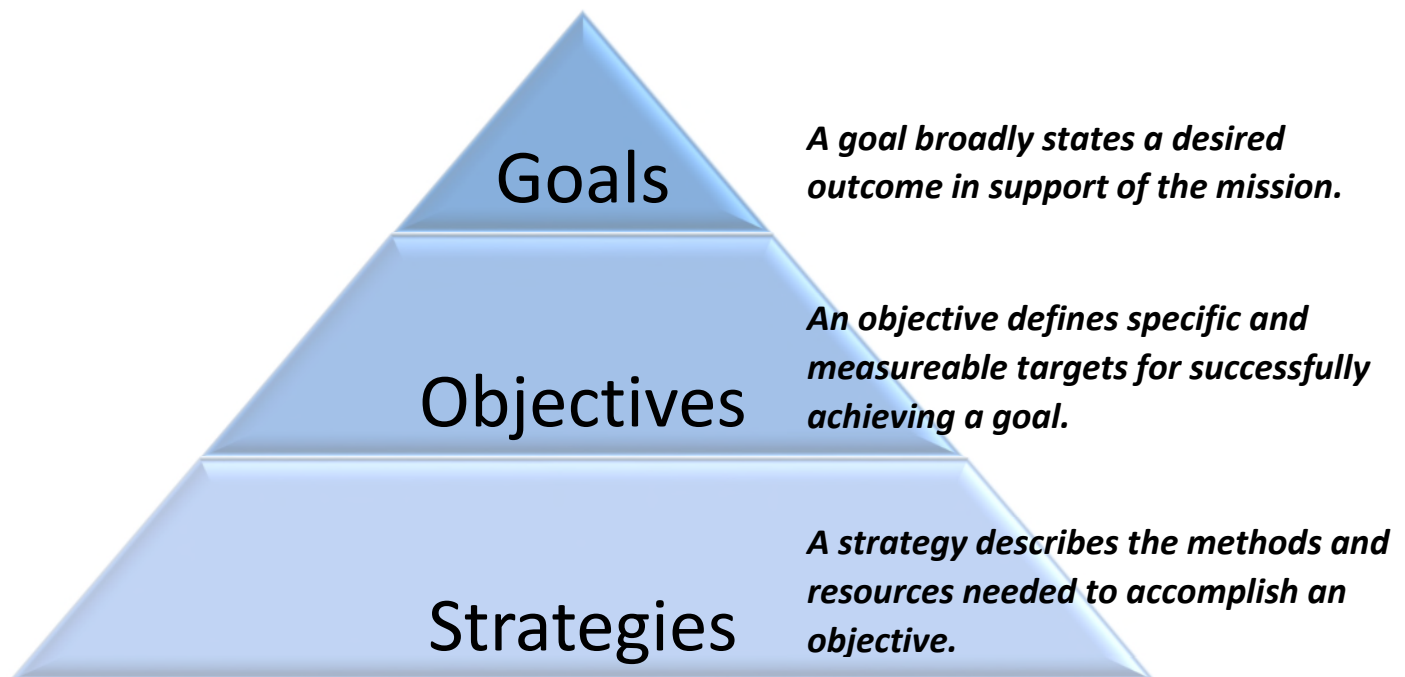 Goals
A goal broadly states a desired
outcome in support of the mission.
Objectives
An objective defines specific and
measureable targets for successfully
achieving a goal.
Strategies
A strategy describes the methods and
resources needed to accomplish an
objective.